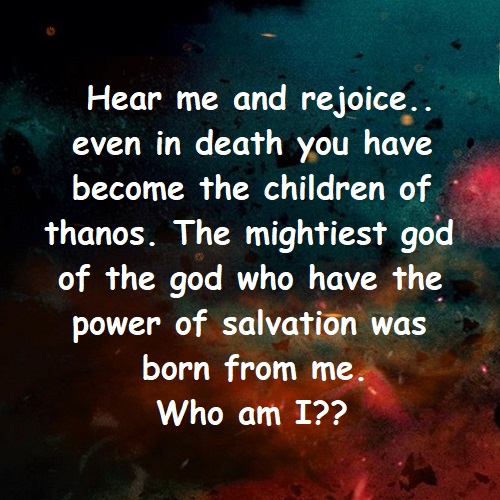 Hear me and rejoice..
even in death you have
become the children of
thanos. The mightiest god
of the god who have the
power of salvation was
born from me.
Who am I??